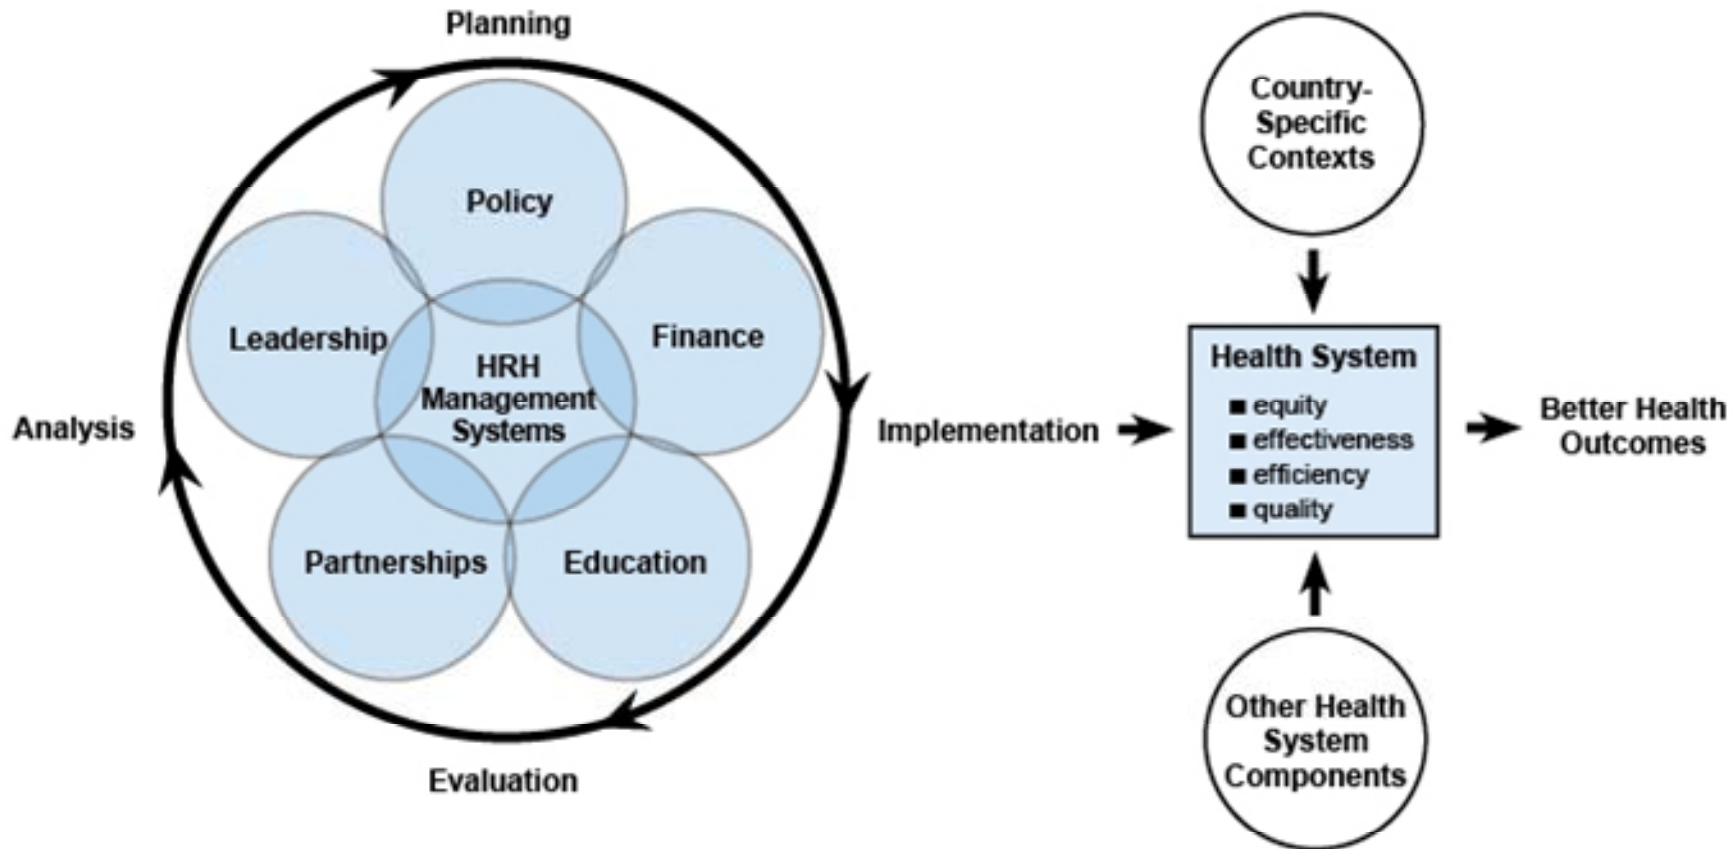 Planning
Policy
Leadership
Finance
HRH
Management
Systems
Analysis
Implementation
Partnerships
Education
Evaluation
Country-
Specific
Contexts
Health System
■ equity
■ effectiveness
■ efficiency
■ quality
Better Health
Outcomes
Other Health
System
Components